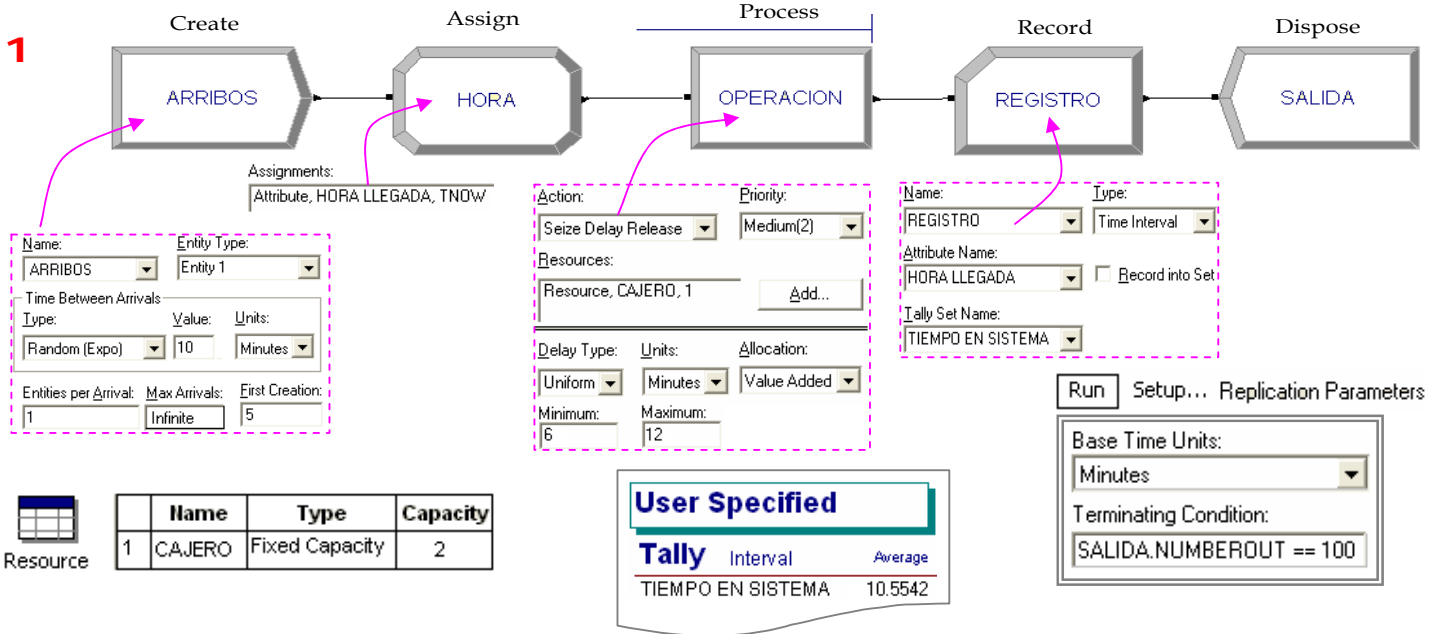 1
Create
Assign
Process
Record
Dispose
ARRIBOS
HORA
OPERACION
REGISTRO
SALIDA
Assignments:
Attribute, HORA LLEGADA, TNOW
Name:
Entity Type:
ARRIBOS
Entity 1
Time Between Arrivals
Type:
Value:
Units:
Random (Expo)
10
Minutes
Entities per Arrival:
Max Arrivals:
First Creation:
1
Infinite
5
Action:
Priority:
Seize Delay Release
Medium(2)
Resources:
Resource, CAJERO, 1
Add...
Delay Type:
Units:
Allocation:
Uniform
Minutes
Value Added
Minimum:
Maximum:
6
12
Name:
Type:
REGISTRO
Time Interval
Attribute Name:
HORA LLEGADA
Record into Set
Tally Set Name:
TIEMPO EN SISTEMA
Run Setup... Replication Parameters
Base Time Units:
Minutes
Terminating Condition:
SALIDA.NUMBEROUT == 100
Resource
Name Type Capacity
1 CAJERO Fixed Capacity 2
User Specified
Tally Interval Average
TIEMPO EN SISTEMA 10.5542